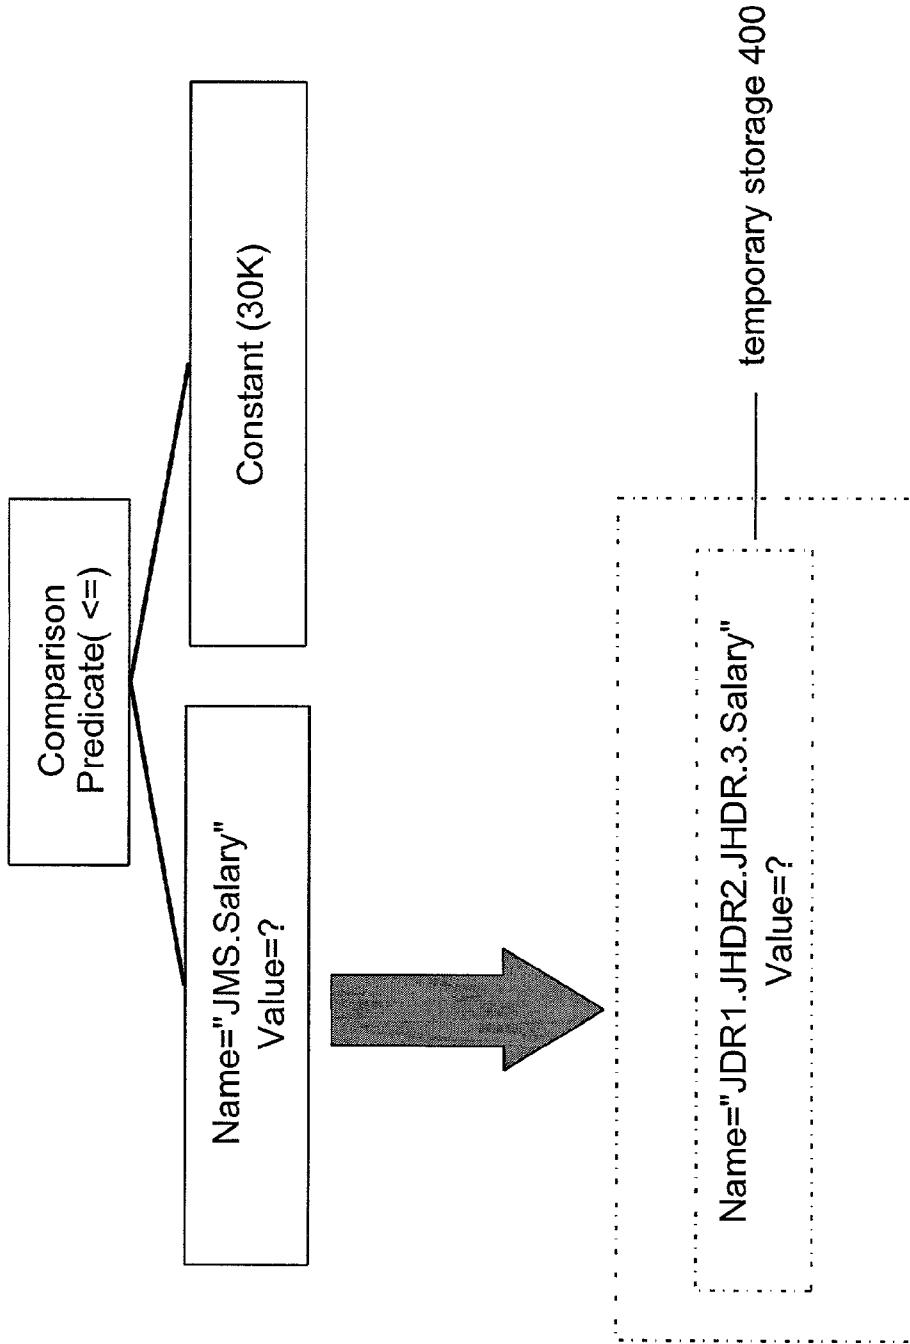 Comparison
Predicate( <=)
Name="JMS.Salary"
Value=?
Constant (30K)
Name="JDR1.JHDR2.JHDR.3.Salary"
Value=?
temporary storage 400